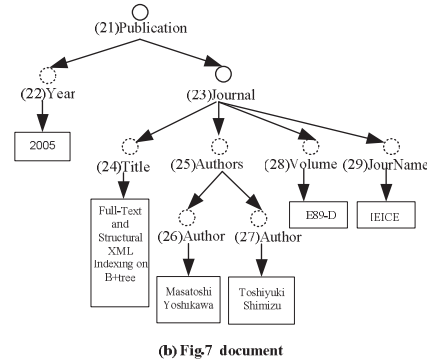 (21)Publication
(22)Year
(23)Journal
2005
(24)Title
(25)Authors
(28)Volume
(29)JourName
Full-Text
and
Structural
XML
Indexing on
B+tree
E89-D
IEICE
(26)Author
(27)Author
Masatoshi
Yoshikawa
Toshiyuki
Shimizu
(b) Fig.7 document